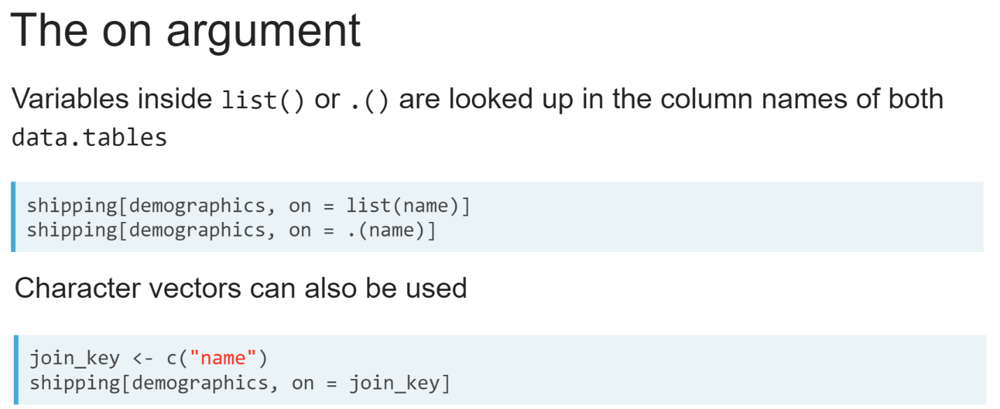 The on argument
Variables inside list() or .() are looked up in the column names of both
data.tables
shipping[demographics, on = list(name)]
shipping[demographics, on = .(name)]
Character vectors can also be used
join_key <- c("name")
shipping[demographics, on = join_key]